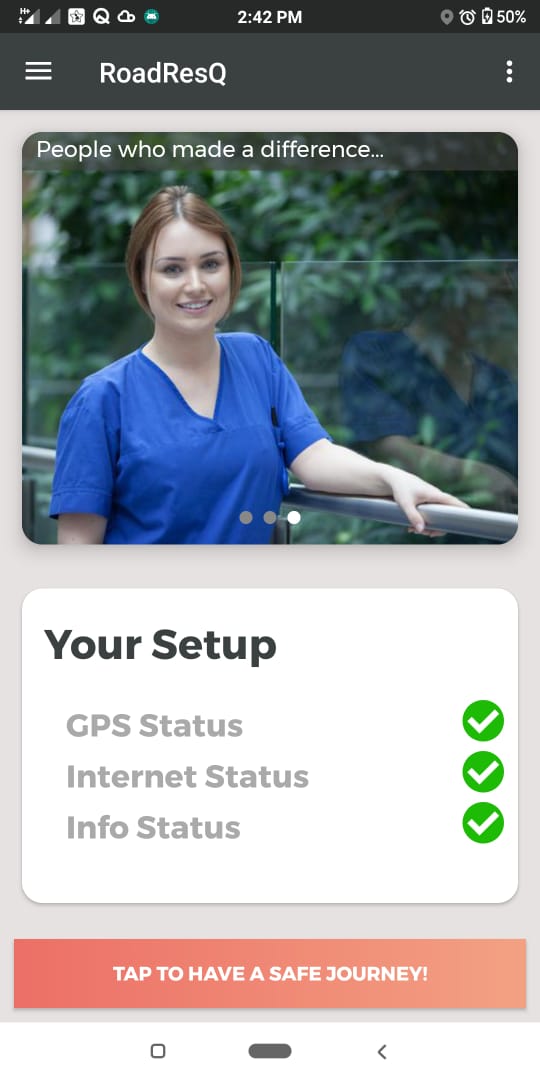 H+ 2:42 PM 50%
RoadResQ
People who made a difference...
Your Setup
GPS Status
Internet Status
Info Status
TAP TO HAVE A SAFE JOURNEY!